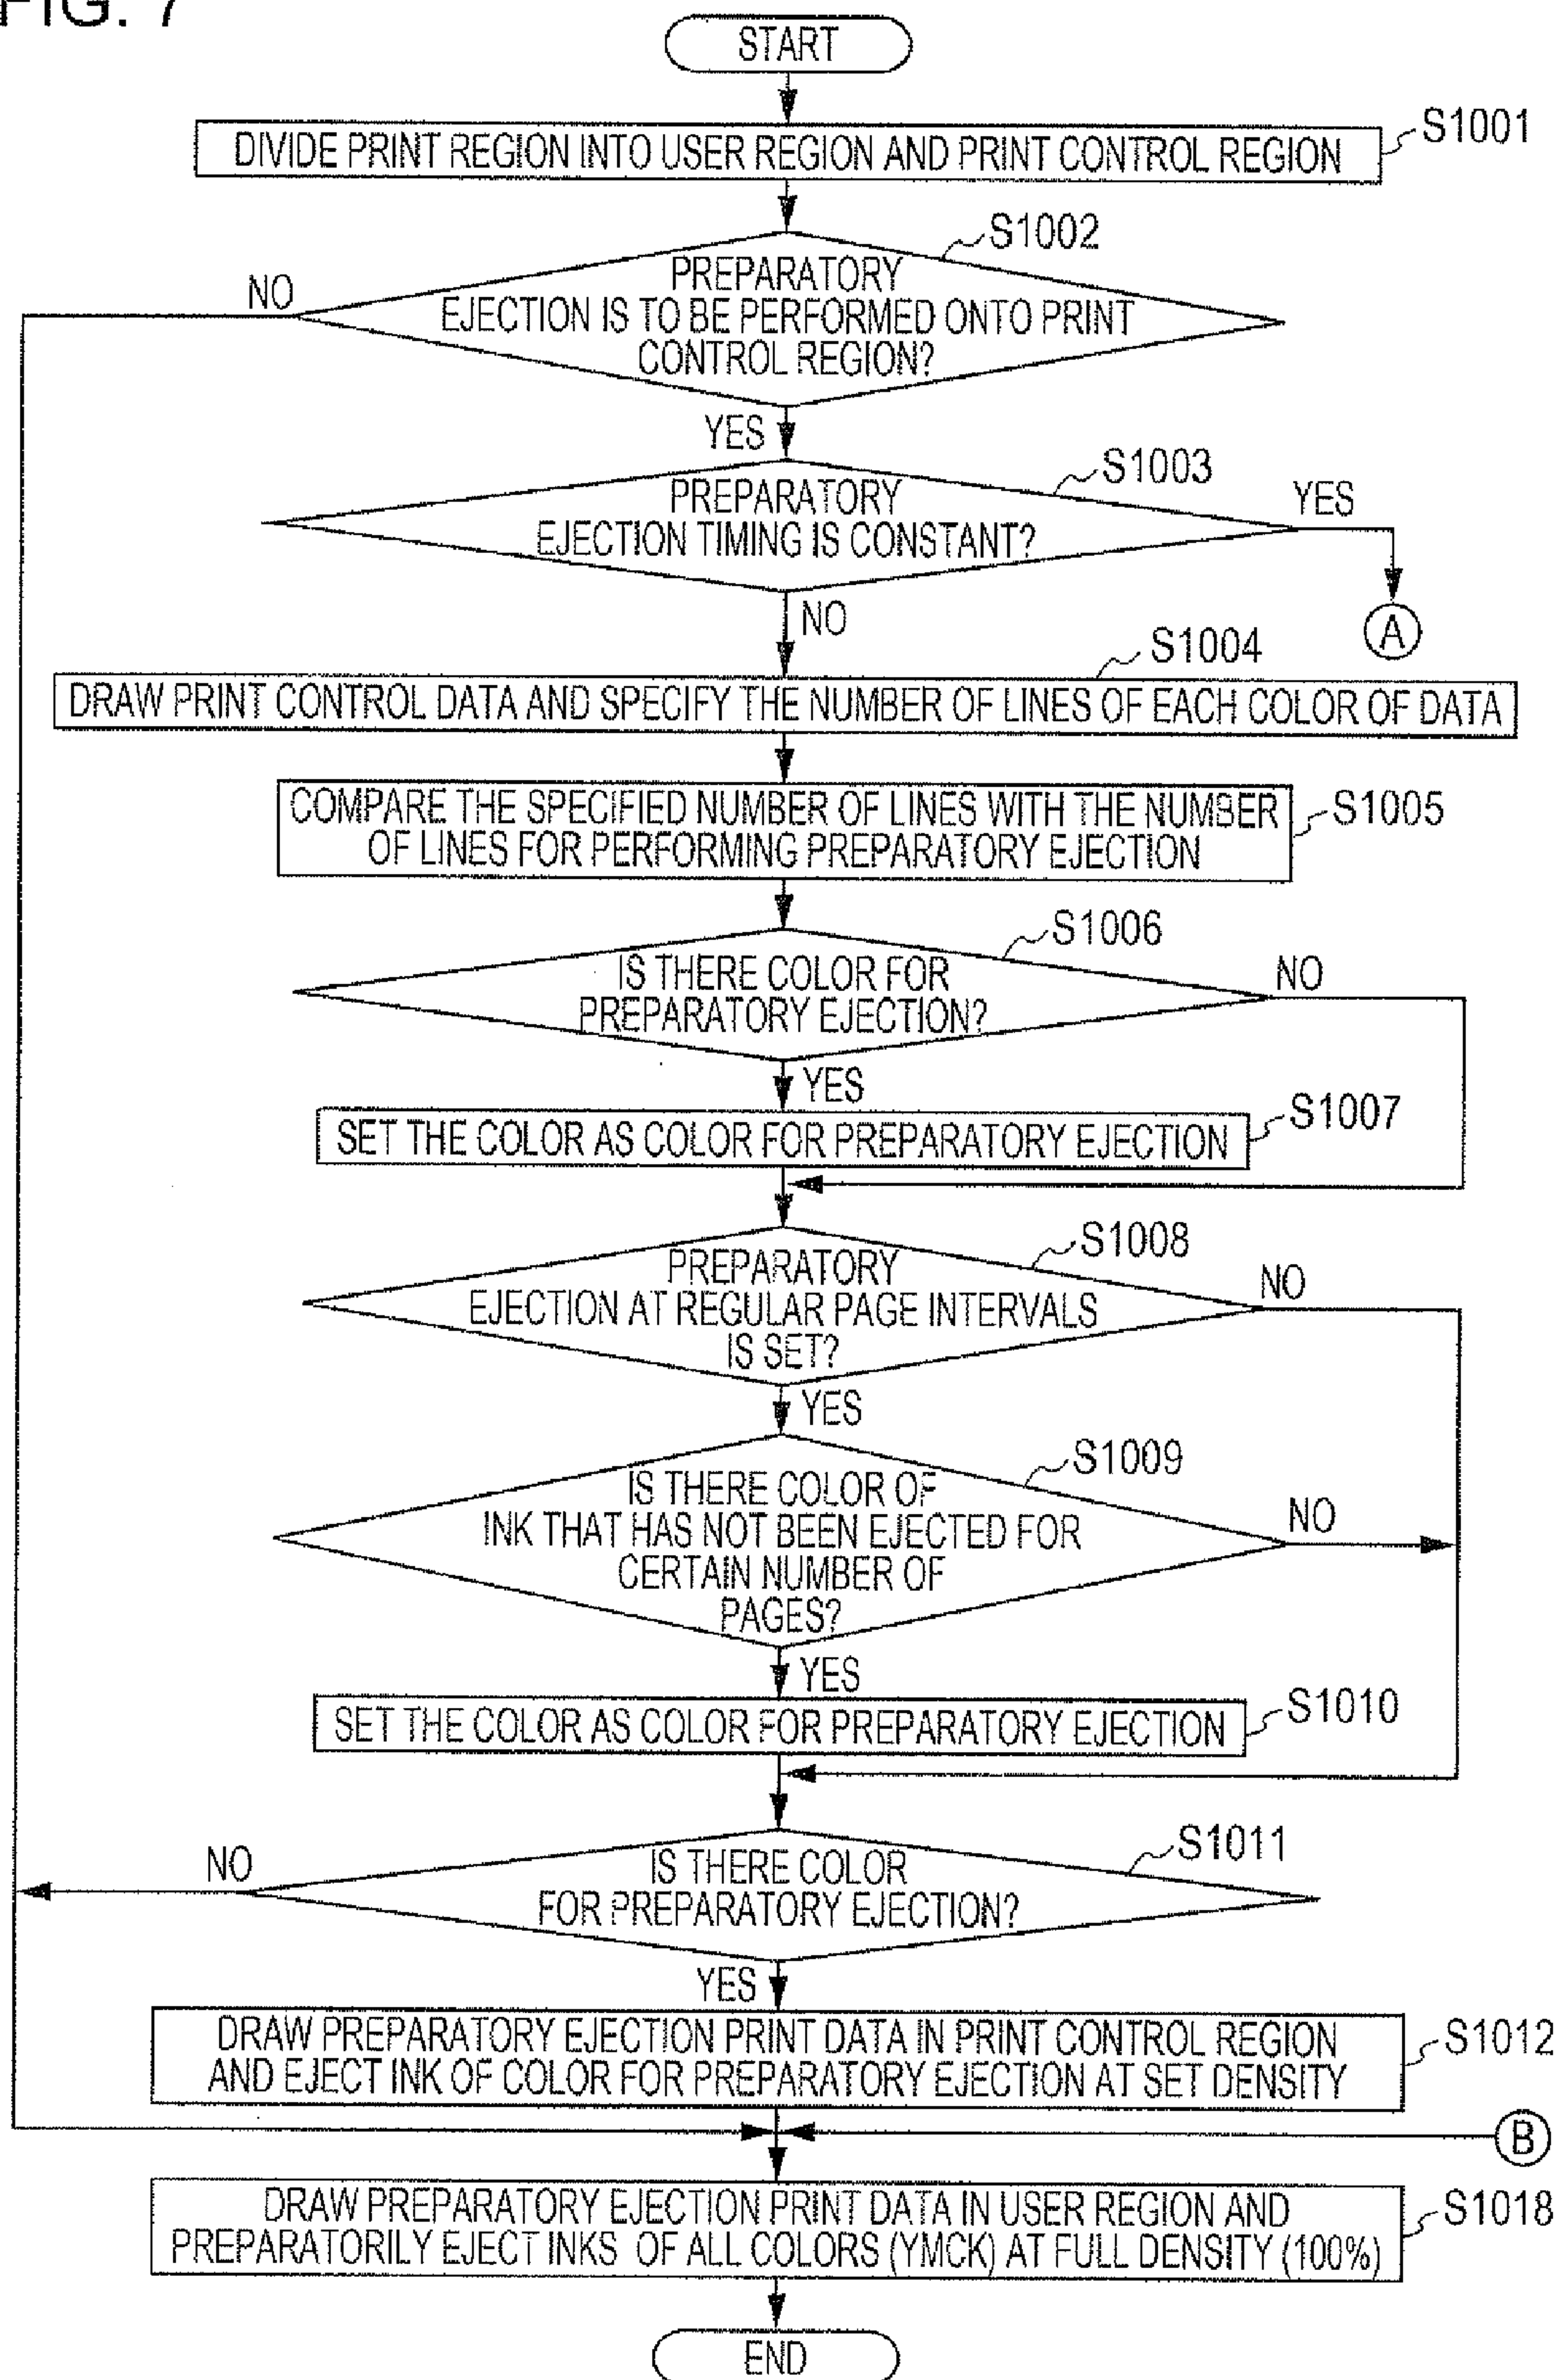 FIG. 7
START
DIVIDE PRINT REGION INTO USER REGION AND PRINT CONTROL REGION
S1001
S1002
PREPARATORY
EJECTION IS TO BE PERFORMED ONTO PRINT
CONTROL REGION?
NO
YES
S1003
PREPARATORY
EJECTION TIMING IS CONSTANT?
YES
A
NO
S1004
DRAW PRINT CONTROL DATA AND SPECIFY THE NUMBER OF LINES OF EACH COLOR OF DATA
COMPARE THE SPECIFIED NUMBER OF LINES WITH THE NUMBER
OF LINES FOR PERFORMING PREPARATORY EJECTION
S1005
S1006
IS THERE COLOR FOR
PREPARATORY EJECTION?
NO
YES
SET THE COLOR AS COLOR FOR PREPARATORY EJECTION
S1007
S1008
PREPARATORY
EJECTION AT REGULAR PAGE INTERVALS
IS SET?
NO
YES
S1009
IS THERE COLOR OF
INK THAT HAS NOT BEEN EJECTED FOR
CERTAIN NUMBER OF
PAGES?
NO
YES
SET THE COLOR AS COLOR FOR PREPARATORY EJECTION
S1010
S1011
IS THERE COLOR
FOR PREPARATORY EJECTION?
NO
YES
DRAW PREPARATORY EJECTION PRINT DATA IN PRINT CONTROL REGION
AND EJECT INK OF COLOR FOR PREPARATORY EJECTION AT SET DENSITY
S1012
B
DRAW PREPARATORY EJECTION PRINT DATA IN USER REGION AND
PREPARATORILY EJECT INKS OF ALL COLORS (YMCK) AT FULL DENSITY (100%)
S1018
END